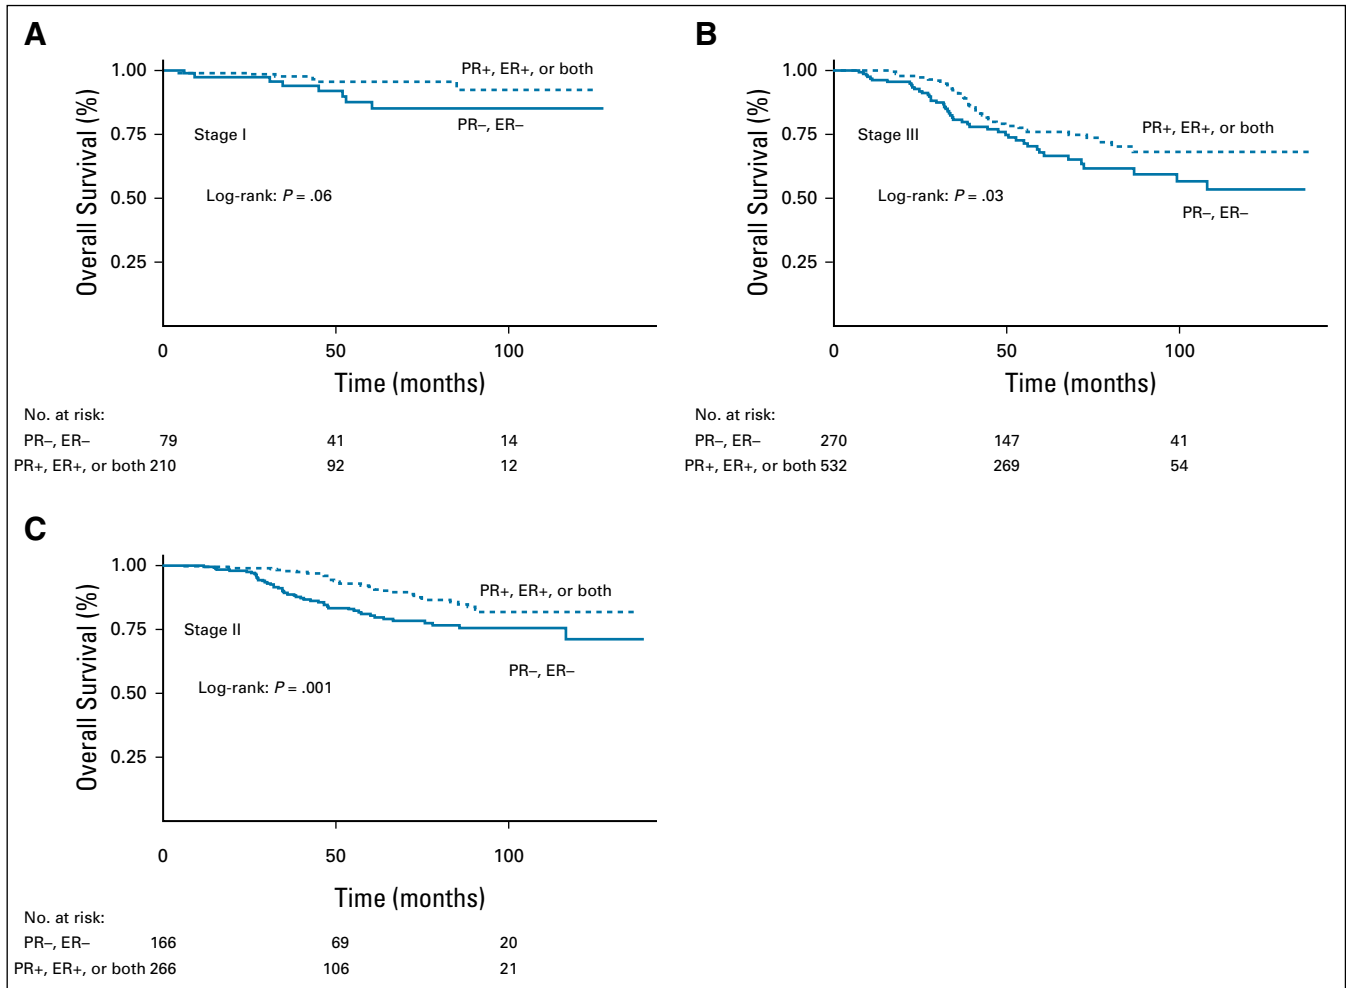 A
Overall Survival (%)
1.00
0.75
0.50
0.25
PR+, ER+, or both
PR–, ER–
Stage I
Log-rank: P = .06
0 50 100
Time (months)
No. at risk:
PR–, ER– 79 41 14
PR+, ER+, or both 210 92 12
B
Overall Survival (%)
1.00
0.75
0.50
0.25
PR+, ER+, or both
Stage III
Log-rank: P = .03
PR–, ER–
0 50 100
Time (months)
No. at risk:
PR–, ER– 270 147 41
PR+, ER+, or both 532 269 54
C
Overall Survival (%)
1.00
0.75
0.50
0.25
PR+, ER+, or both
Stage II
PR–, ER–
Log-rank: P = .001
0 50 100
Time (months)
No. at risk:
PR–, ER– 166 69 20
PR+, ER+, or both 266 106 21